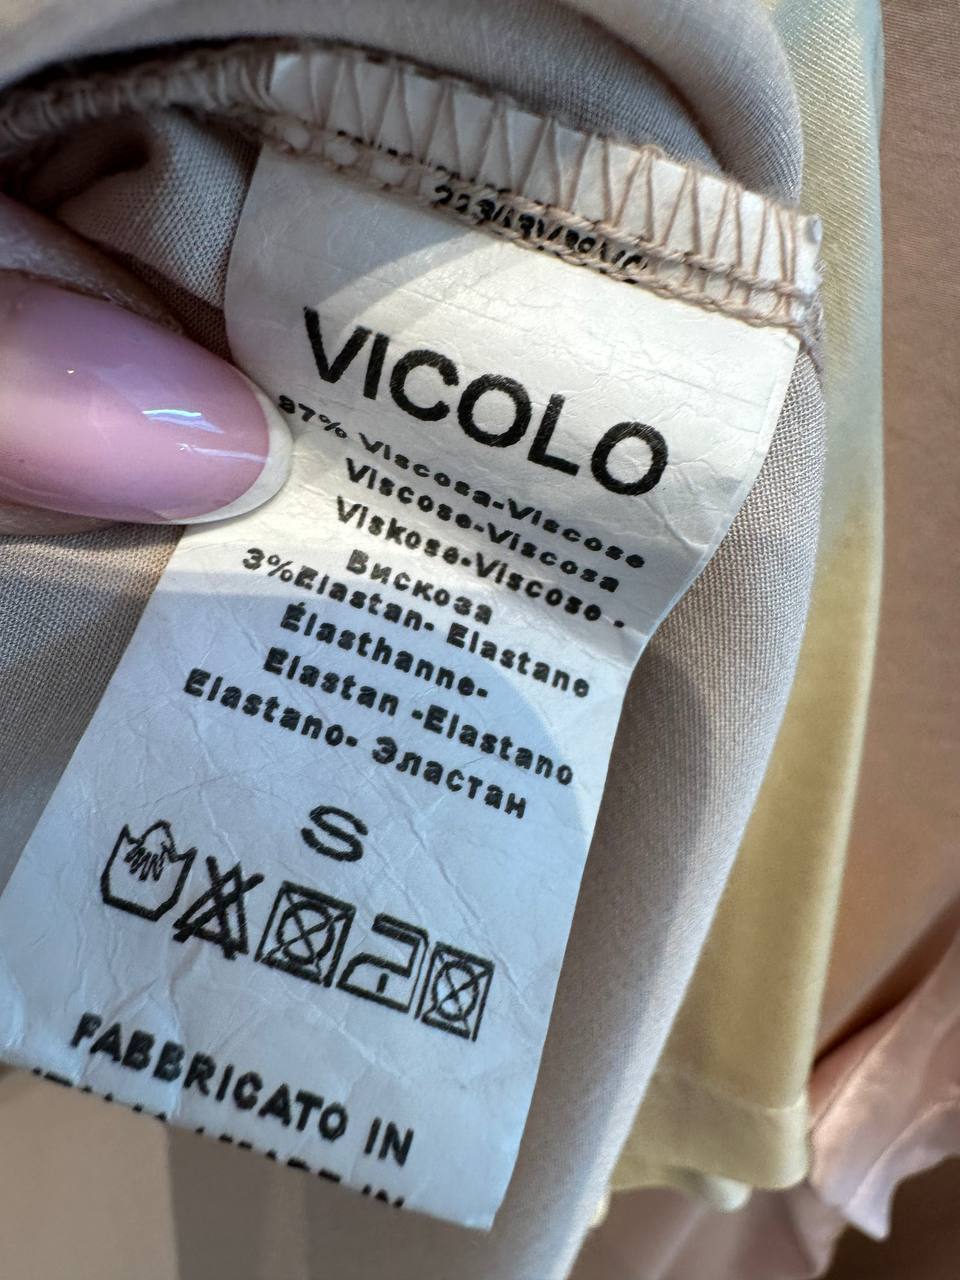 VICOLO
97% Viscosa-Viscose
Viscose-Viscosa
Viskose-Viscose.
Вискоза
3%Elastan- Elastane
Élasthanne-
Elastan -Elastano
Elastano- Эластан
S
FABBRICATO IN